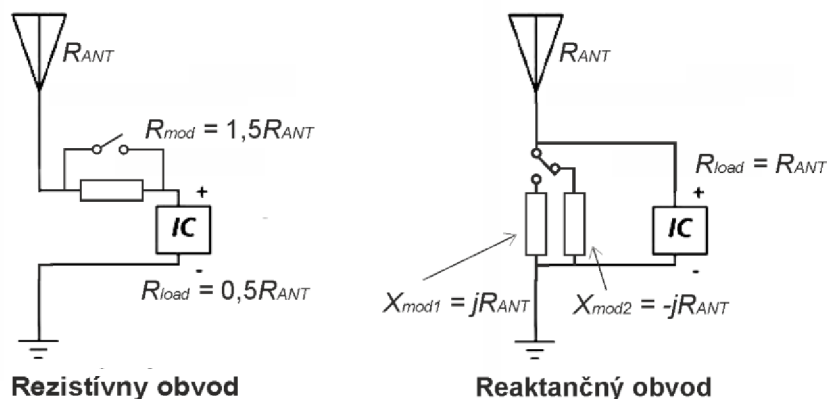 RANT
Rmod = 1,5RANT
+
IC
-
Rload = 0,5RANT
Rezistívny obvod
RANT
Rload = RANT
+
IC
-
Xmod1 = jRANT
Xmod2 = -jRANT
Reaktančný obvod